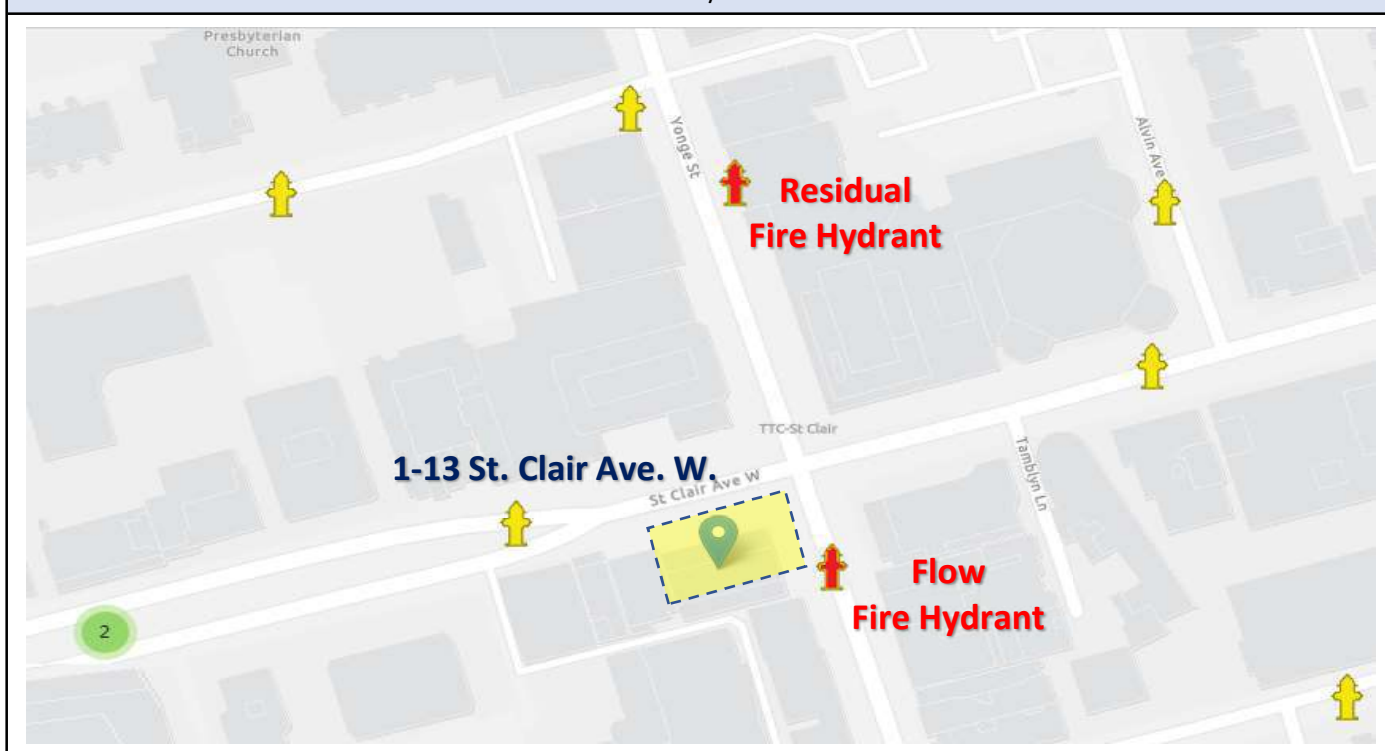 Presbyterian
Church
Yonge St
Alvin Ave
Residual
Fire Hydrant
TTC-St Clair
1-13 St. Clair Ave. W.
St Clair Ave W
Tamblyn Ln
Flow
Fire Hydrant
2